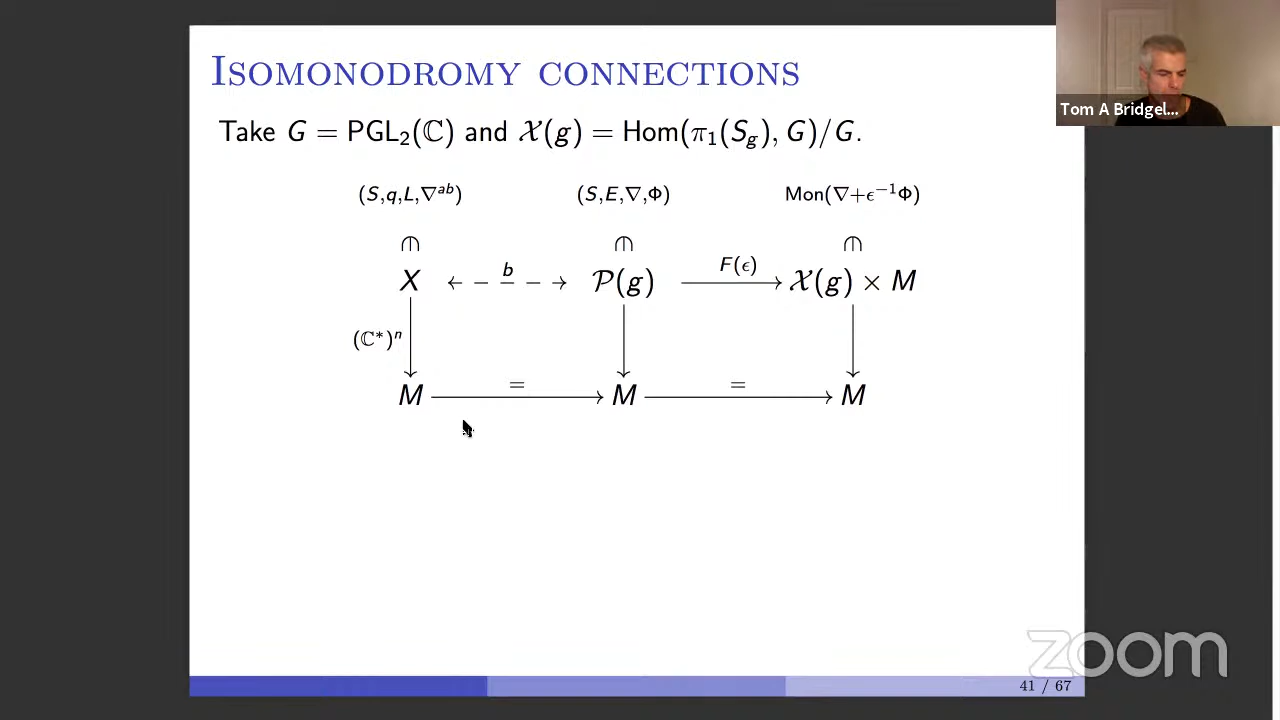 ISOMONODROMY CONNECTIONS
Tom A Bridgel...
Take G = PGL₂(ℂ) and 𝒳(g) = Hom(π₁(S_g), G)/G.
(S,q,L,∇ᵃᵇ) (S,E,∇,Φ) Mon(∇+ϵ⁻¹Φ)
∈ ∈ ∈
X ← − b − → 𝒫(g) F(ϵ) → 𝒳(g) × M
(ℂ*)ⁿ
M = → M = → M
zoom
41 / 67